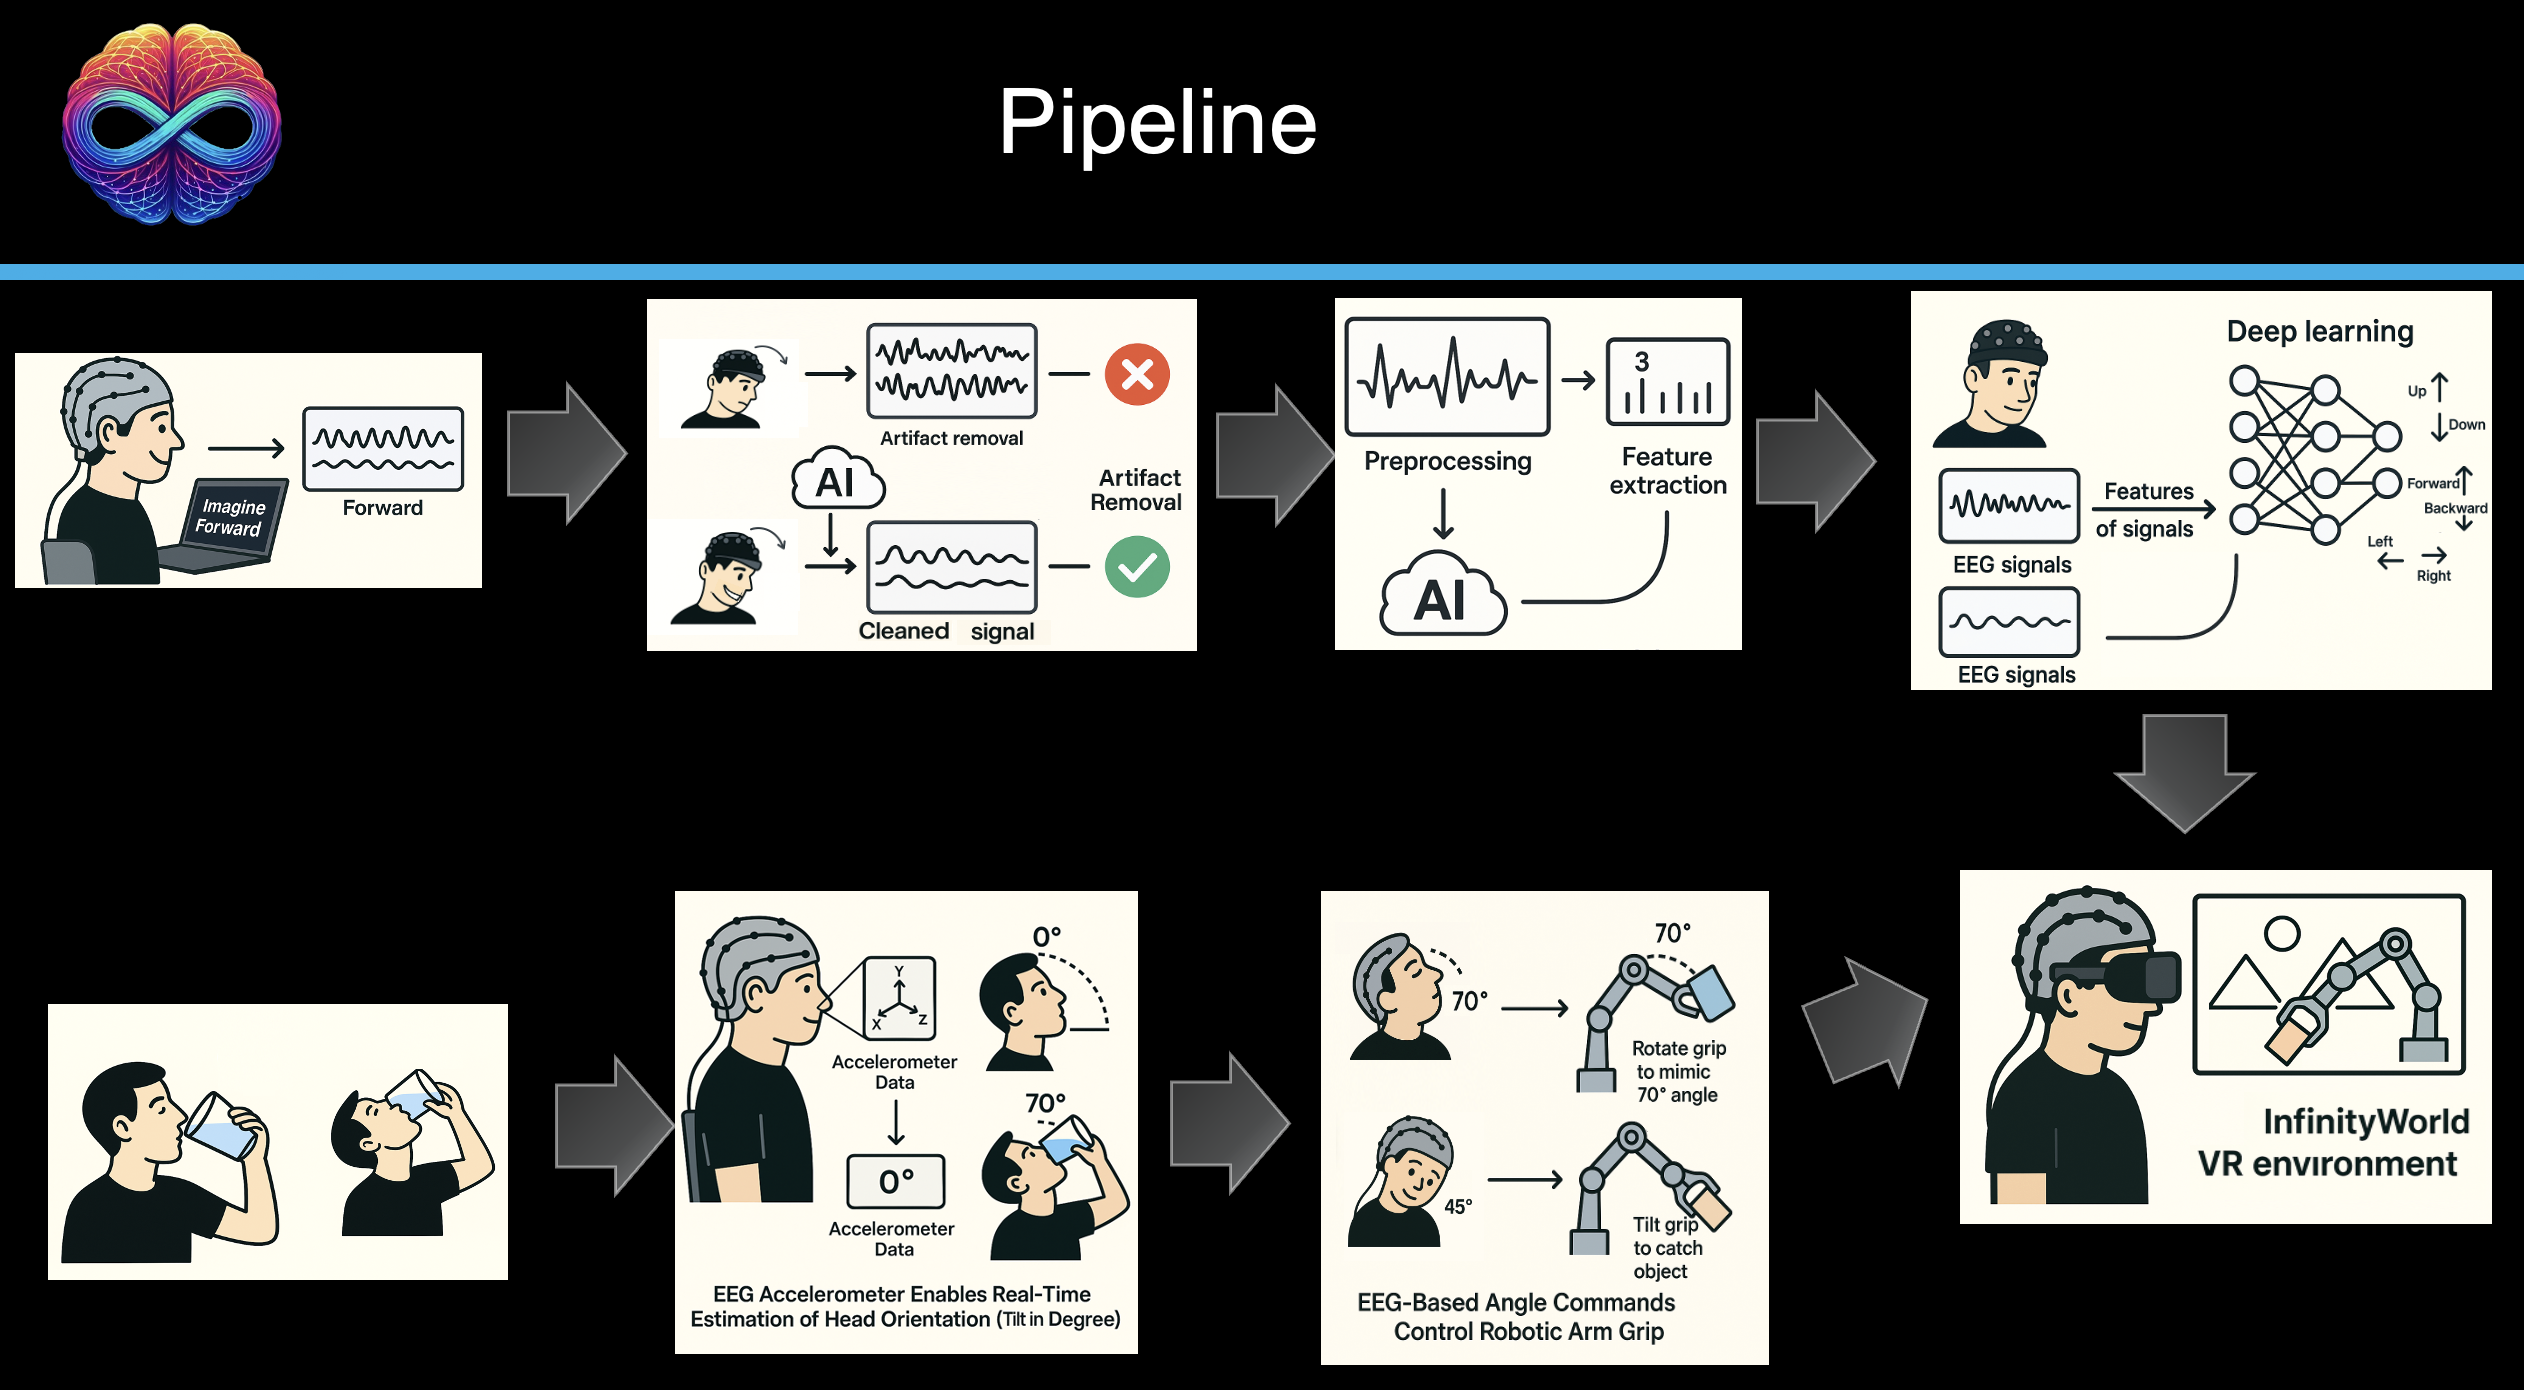 Pipeline
Imagine
Forward
Forward
Artifact removal
AI
Artifact
Removal
Cleaned signal
Preprocessing
3
Feature
extraction
AI
Deep learning
Up
Down
Forward
Backward
Left
Right
Features
of signals
EEG signals
EEG signals
Y
X
Z
Accelerometer
Data
0°
Accelerometer
Data
0°
70°
EEG Accelerometer Enables Real-Time
Estimation of Head Orientation (Tilt in Degree)
70°
70°
Rotate grip
to mimic
70° angle
45°
Tilt grip
to catch
object
EEG-Based Angle Commands
Control Robotic Arm Grip
InfinityWorld
VR environment